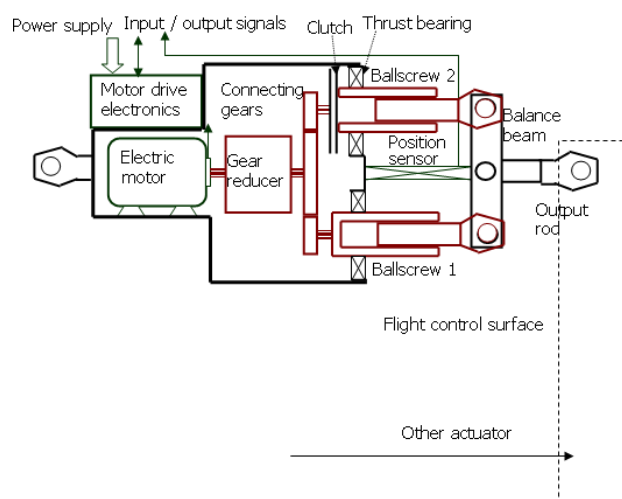 Power supply
Input / output signals
Clutch
Thrust bearing
Motor drive
electronics
Connecting
gears
Ballscrew 2
Balance
beam
Position
sensor
Electric
motor
Gear
reducer
Output
rod
Ballscrew 1
Flight control surface
Other actuator